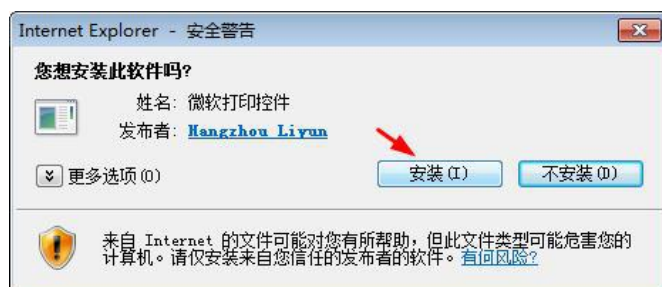 Internet Explorer - 安全警告
您想安装此软件吗?
姓名: 微软打印控件
发布者: Hangzhou Liyun
更多选项(O)
安装(I)
不安装(D)
来自 Internet 的文件可能对您有所帮助，但此文件类型可能危害您的
计算机。请仅安装来自您信任的发布者的软件。有何风险?